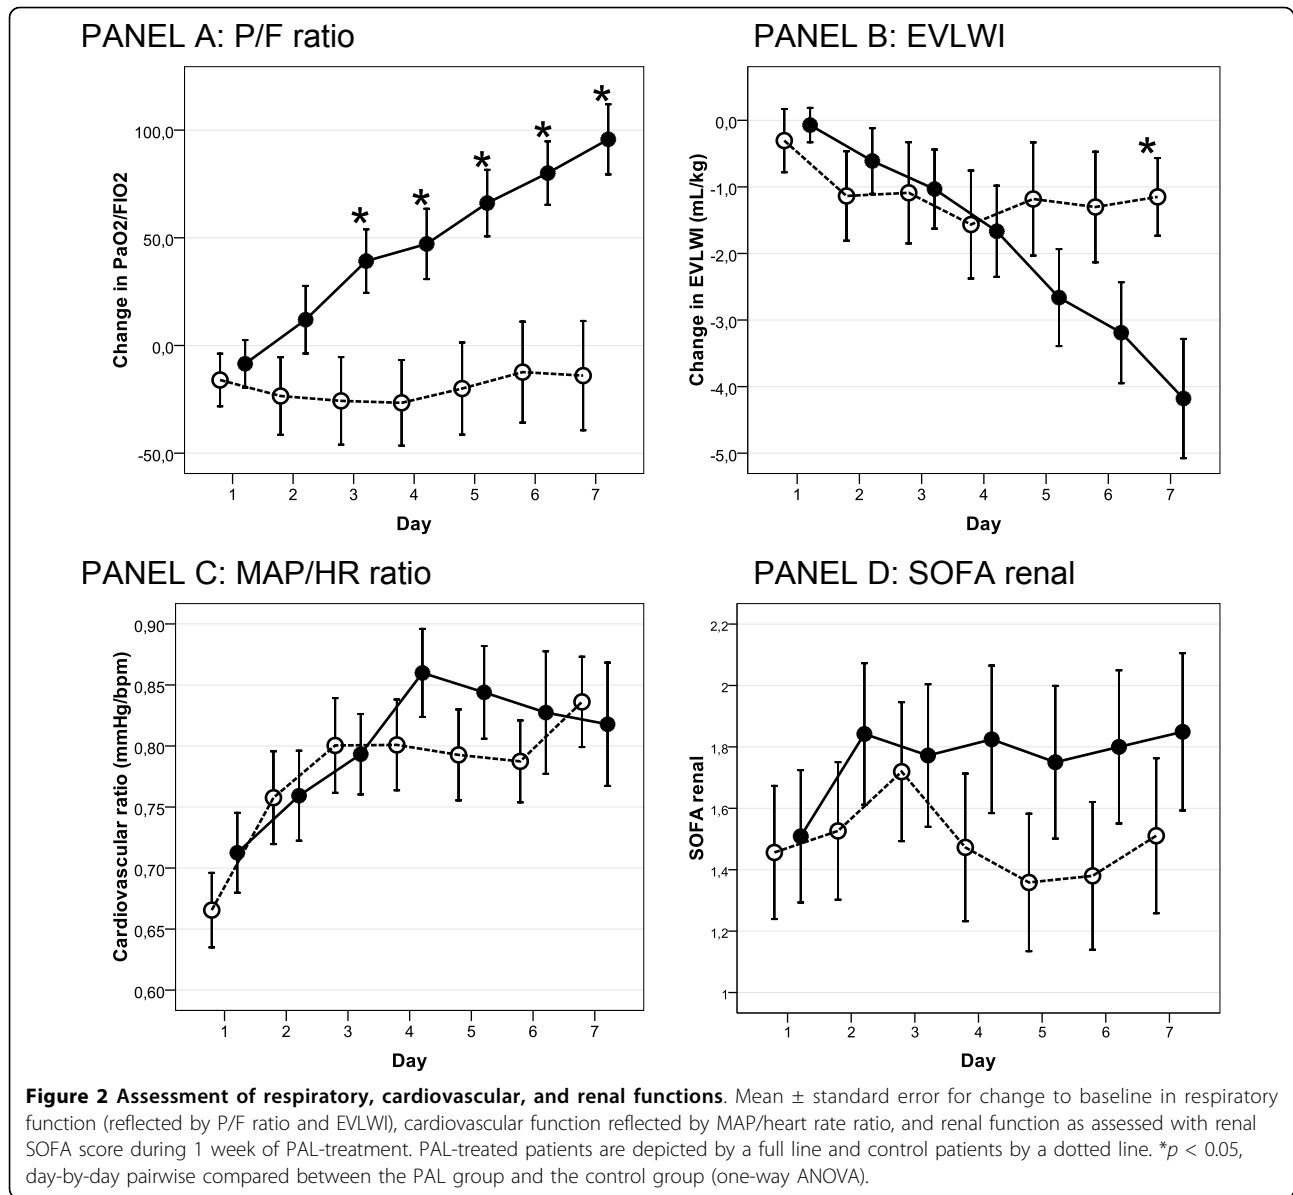 PANEL A: P/F ratio
Change in PaO2/FIO2
100,0
50,0
0,0
-50,0
* * * * *
1 2 3 4 5 6 7
Day
PANEL B: EVLWI
Change in EVLWI (mL/kg)
0,0
-1,0
-2,0
-3,0
-4,0
-5,0
*
1 2 3 4 5 6 7
Day
PANEL C: MAP/HR ratio
Cardiovascular ratio (mmHg/bpm)
0,90
0,85
0,80
0,75
0,70
0,65
0,60
1 2 3 4 5 6 7
Day
PANEL D: SOFA renal
SOFA renal
2,2
2
1,8
1,6
1,4
1,2
1
1 2 3 4 5 6 7
Day
Figure 2 Assessment of respiratory, cardiovascular, and renal functions. Mean ± standard error for change to baseline in respiratory
function (reflected by P/F ratio and EVLWI), cardiovascular function reflected by MAP/heart rate ratio, and renal function as assessed with renal
SOFA score during 1 week of PAL-treatment. PAL-treated patients are depicted by a full line and control patients by a dotted line. *p < 0.05,
day-by-day pairwise compared between the PAL group and the control group (one-way ANOVA).